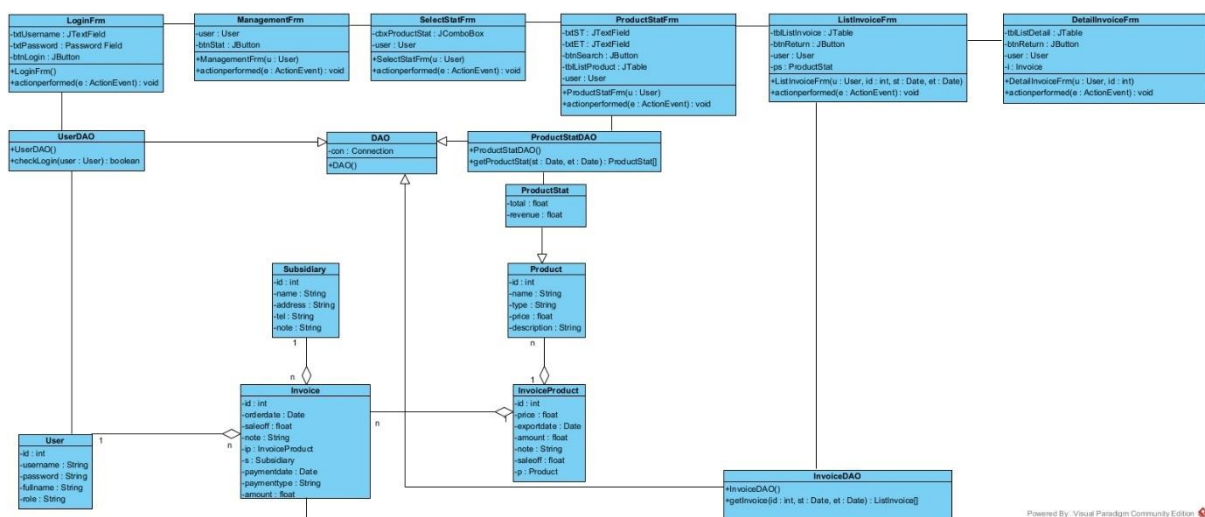 LoginFrm
-txtUsername : JTextField
-txtPassword : Password Field
-btnLogin : JButton
+LoginFrm()
+actionperformed(e : ActionEvent) : void
ManagementFrm
-user : User
-btnStat : JButton
+ManagementFrm(u : User)
+actionperformed(e : ActionEvent) : void
SelectStatFrm
-cbxProductStat : JComboBox
-user : User
+SelectStatFrm(u : User)
+actionperformed(e : ActionEvent) : void
ProductStatFrm
-txtST : JTextField
-txtET : JTextField
-btnSearch : JButton
-tblListProduct : JTable
-user : User
+ProductStatFrm(u : User)
+actionperformed(e : ActionEvent) : void
ListInvoiceFrm
-tblListInvoice : JTable
-btnReturn : JButton
-user : User
-ps : ProductStat
+ListInvoiceFrm(u : User, id : int, st : Date, et : Date)
+actionperformed(e : ActionEvent) : void
DetailInvoiceFrm
-tblListDetail : JTable
-btnReturn : JButton
-user : User
-i : Invoice
+DetailInvoiceFrm(u : User, id : int)
+actionperformed(e : ActionEvent) : void
UserDAO
+UserDAO()
+checkLogin(user : User) : boolean
DAO
-con : Connection
+DAO()
ProductStatDAO
+ProductStatDAO()
+getProductStat(st : Date, et : Date) : ProductStat[]
ProductStat
-total : float
-revenue : float
Subsidiary
-id : int
-name : String
-address : String
-tel : String
-note : String
Product
-id : int
-name : String
-type : String
-price : float
-description : String
1
n
n
1
Invoice
-id : int
-orderdate : Date
-saleoff : float
-note : String
-ip : InvoiceProduct
-s : Subsidiary
-paymentdate : Date
-paymenttype : String
-amount : float
InvoiceProduct
-id : int
-price : float
-exportdate : Date
-amount : float
-note : String
-saleoff : float
-p : Product
n
1
1
n
User
-id : int
-username : String
-password : String
-fullname : String
-role : String
InvoiceDAO
+InvoiceDAO()
+getInvoice(id : int, st : Date, et : Date) : ListInvoice[]
Powered By Visual Paradigm Community Edition